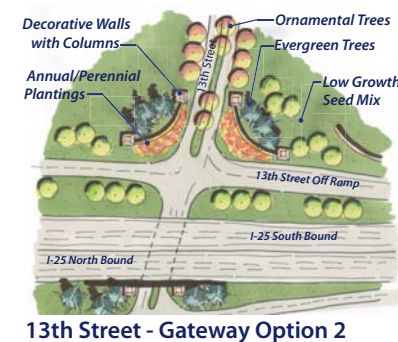 Decorative Walls
with Columns
Ornamental Trees
Evergreen Trees
Annual/Perennial
Plantings
13th Street
Low Growth
Seed Mix
13th Street Off Ramp
I-25 South Bound
I-25 North Bound
13th Street - Gateway Option 2